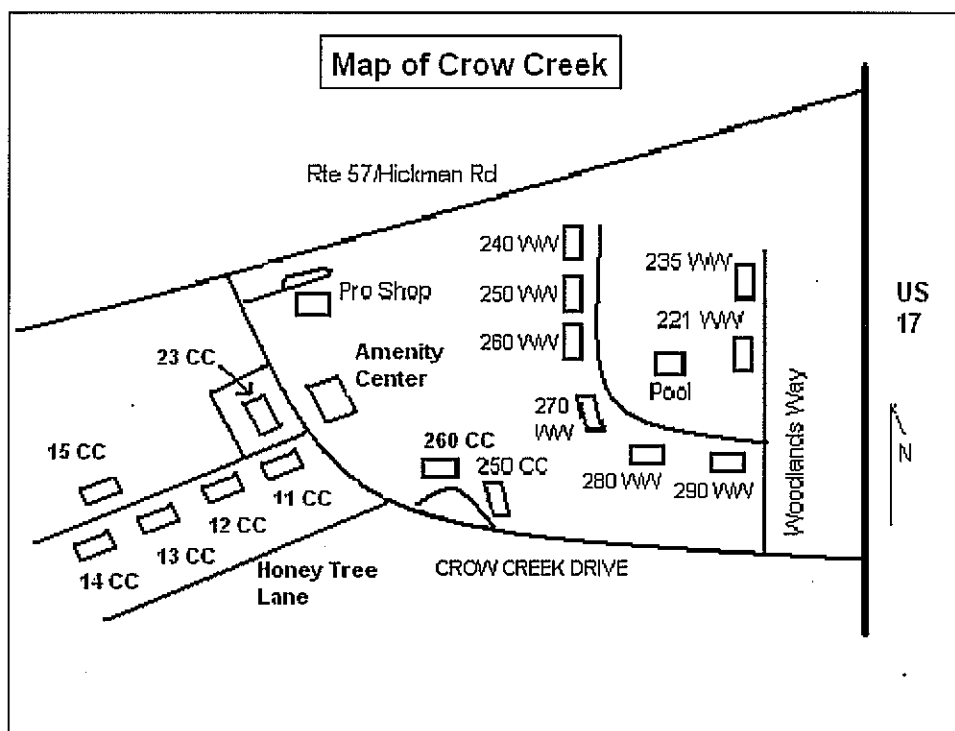 Map of Crow Creek
Rte 57/Hickman Rd
240 WW
235 WW
Pro Shop
250 WW
US
17
221 WW
260 WW
23 CC
Amenity
Center
Pool
270
WW
15 CC
260 CC
250 CC
280 WW
290 WW
Woodlands Way
N
11 CC
12 CC
13 CC
14 CC
Honey Tree
Lane
CROW CREEK DRIVE